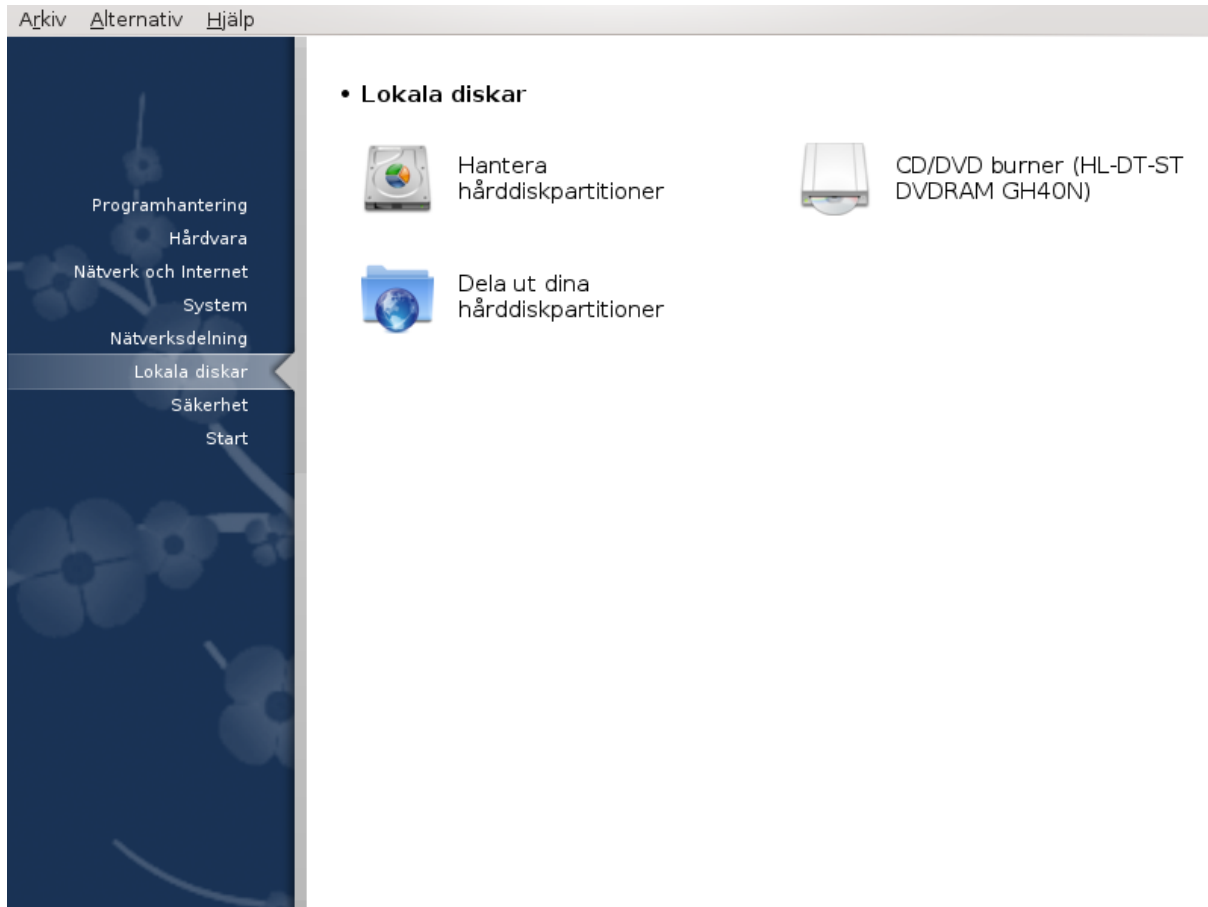 Arkiv Alternativ Hjälp
Programhantering
Hårdvara
Nätverk och Internet
System
Nätverksdelning
Lokala diskar
Säkerhet
Start
• Lokala diskar
Hantera
hårddiskpartitioner
CD/DVD burner (HL-DT-ST
DVDRAM GH40N)
Dela ut dina
hårddiskpartitioner